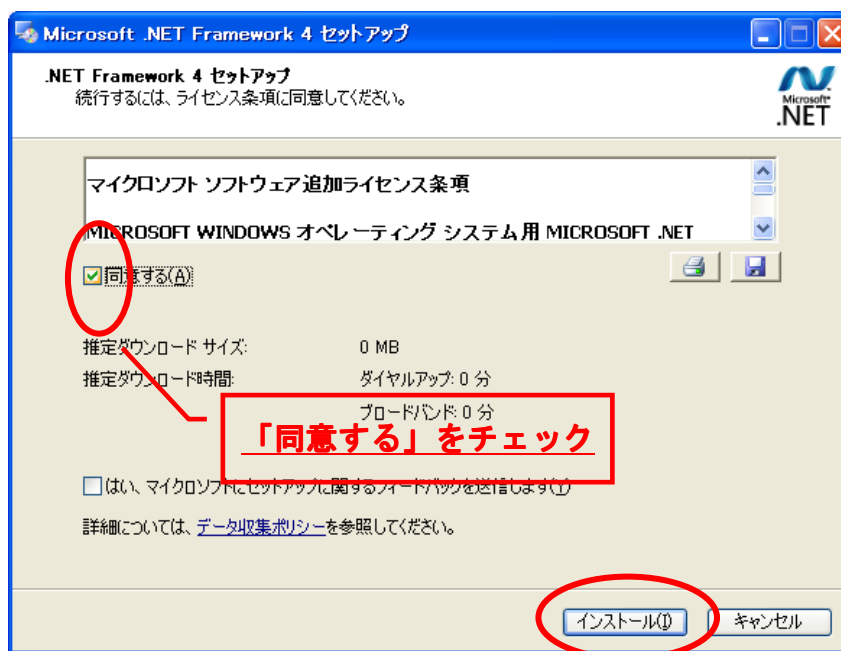 Microsoft .NET Framework 4 セットアップ
.NET Framework 4 セットアップ
続行するには、ライセンス条項に同意してください。
Microsoft
.NET
マイクロソフト ソフトウェア追加ライセンス条項
MICROSOFT WINDOWS オペレーティング システム用 MICROSOFT .NET
同意する(A)
推定ダウンロード サイズ: 0 MB
推定ダウンロード時間: ダイヤルアップ: 0 分
ブロードバンド: 0 分
「同意する」をチェック
はい、マイクロソフトにセットアップに関するフィードバックを送信します(Y)
詳細については、データ収集ポリシーを参照してください。
インストール(I) キャンセル